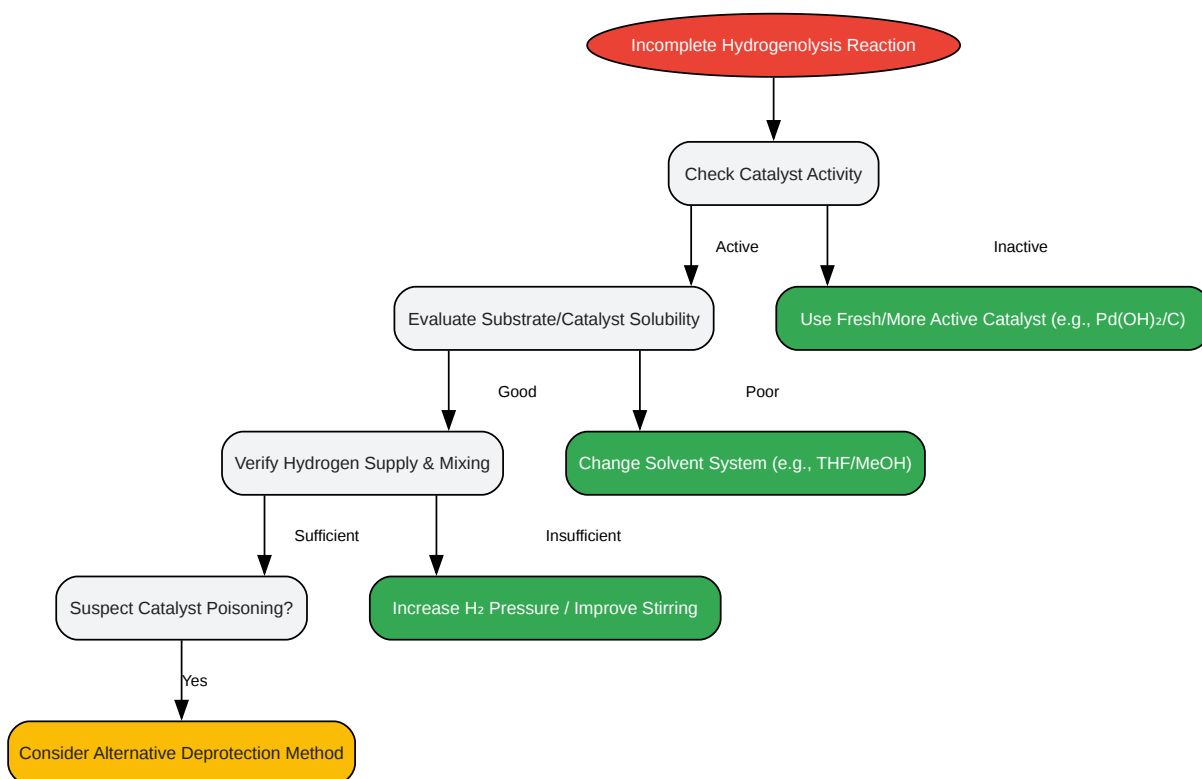 Incomplete Hydrogenolysis Reaction
Check Catalyst Activity
Active
Inactive
Evaluate Substrate/Catalyst Solubility
Use Fresh/More Active Catalyst (e.g., Pd(OH)₂/C)
Good
Poor
Verify Hydrogen Supply & Mixing
Change Solvent System (e.g., THF/MeOH)
Sufficient
Insufficient
Suspect Catalyst Poisoning?
Increase H₂ Pressure / Improve Stirring
Yes
Consider Alternative Deprotection Method